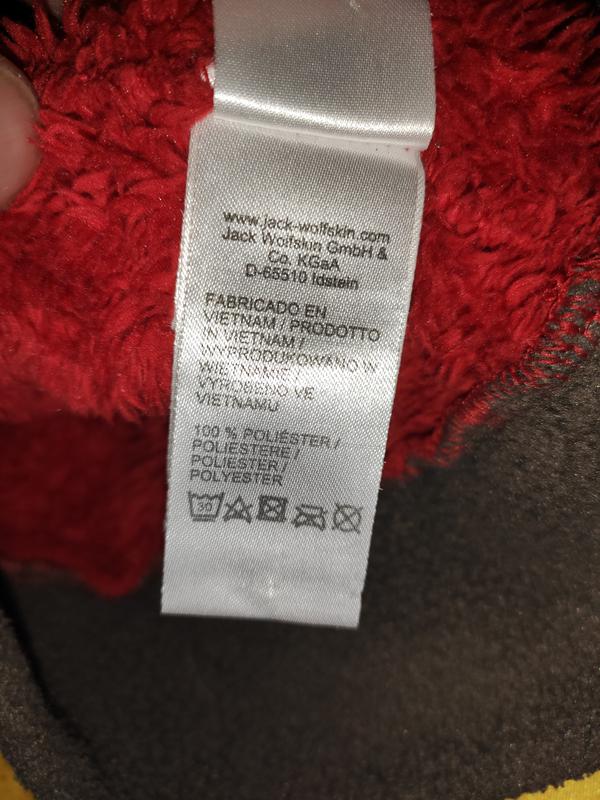 www.jack-wolfskin.com
Jack Wolfskin GmbH &
Co. KGaA
D-65510 Idstein
FABRICADO EN
VIETNAM / PRODOTTO
IN VIETNAM /
WYPRODUKOWANO W
WIETNAMIE /
VYROBENO VE
VIETNAMU
100 % POLIÉSTER /
POLIESTERE /
POLIESTER /
POLYESTER
30